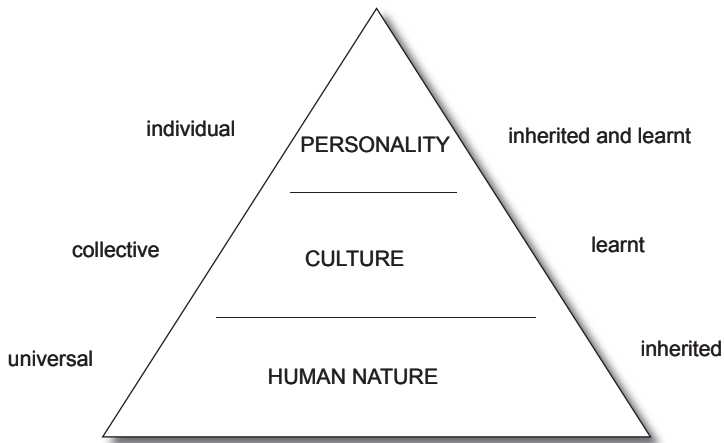 individual
PERSONALITY
inherited and learnt
collective
CULTURE
learnt
universal
HUMAN NATURE
inherited